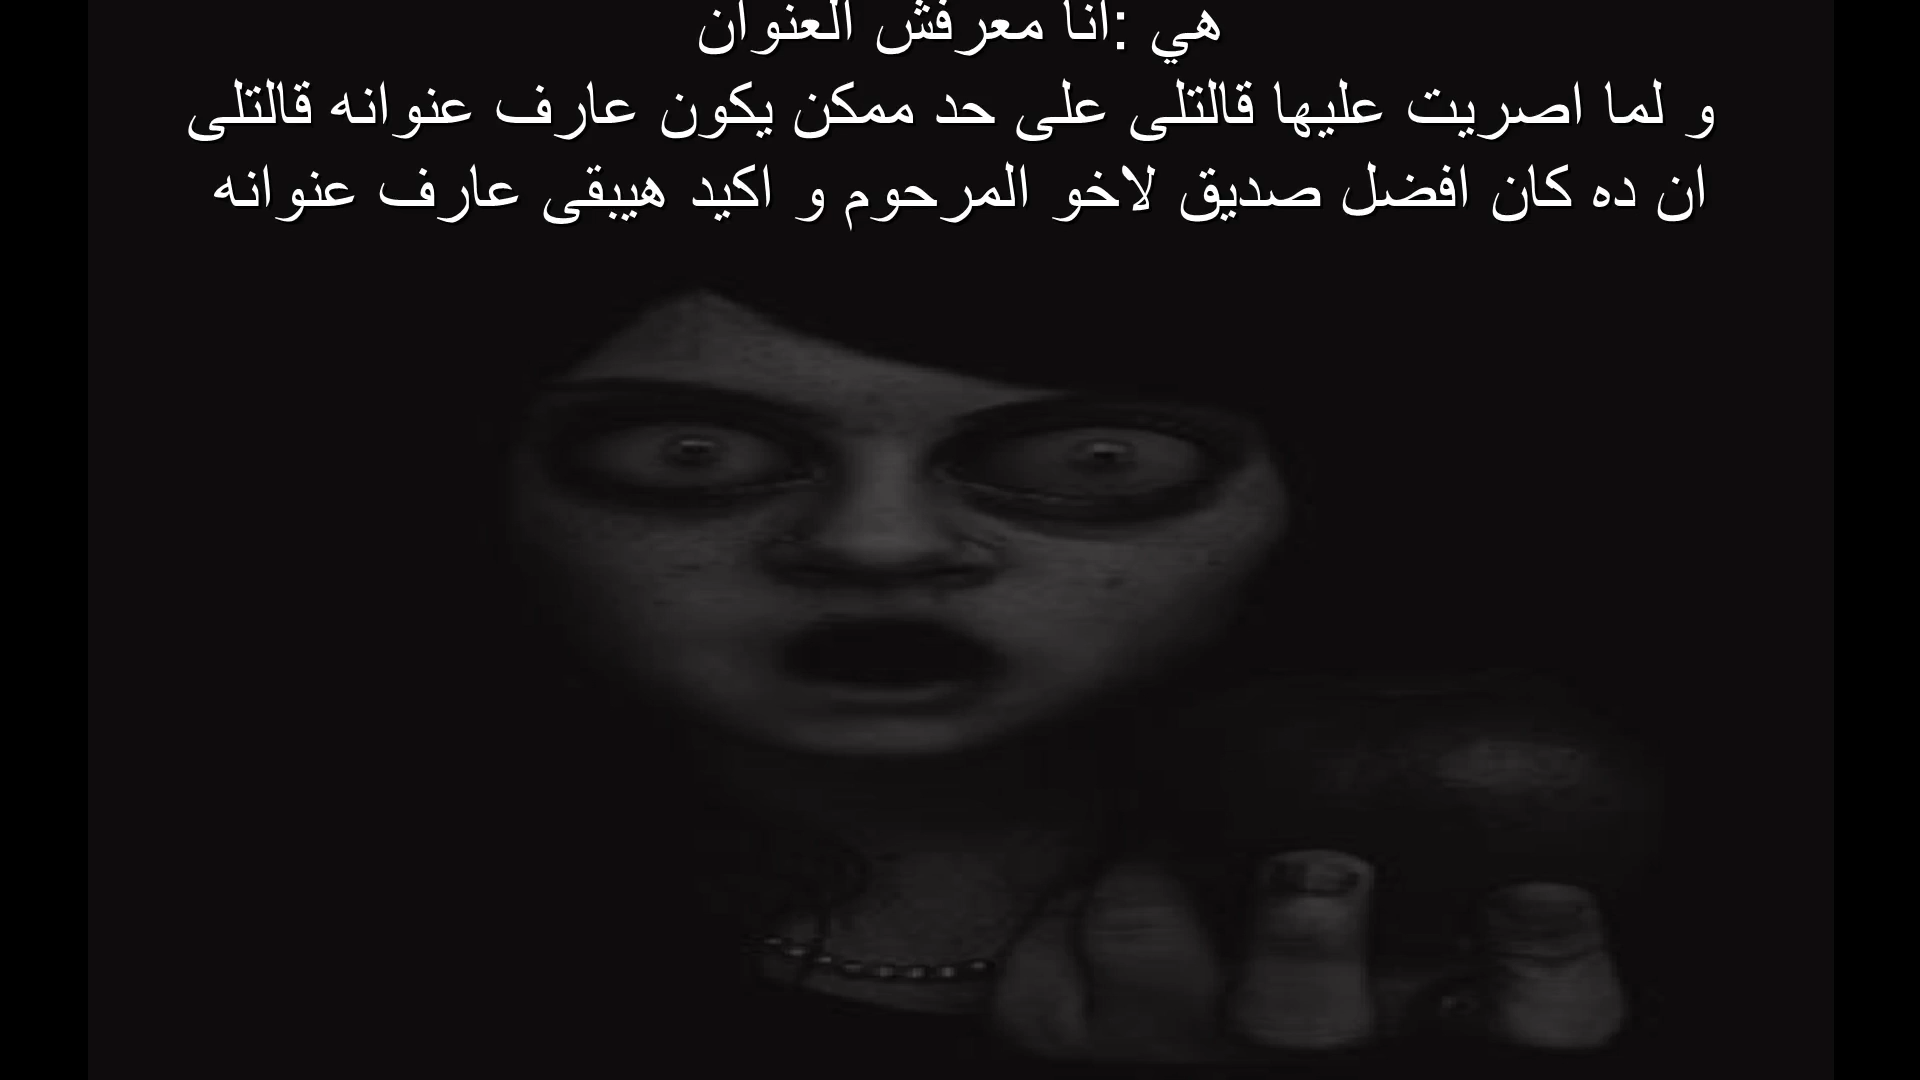 هي :انا معرفش العنوان
و لما اصريت عليها قالتلى على حد ممكن يكون عارف عنوانه قالتلى
ان ده كان افضل صديق لاخو المرحوم و اكيد هيبقى عارف عنوانه